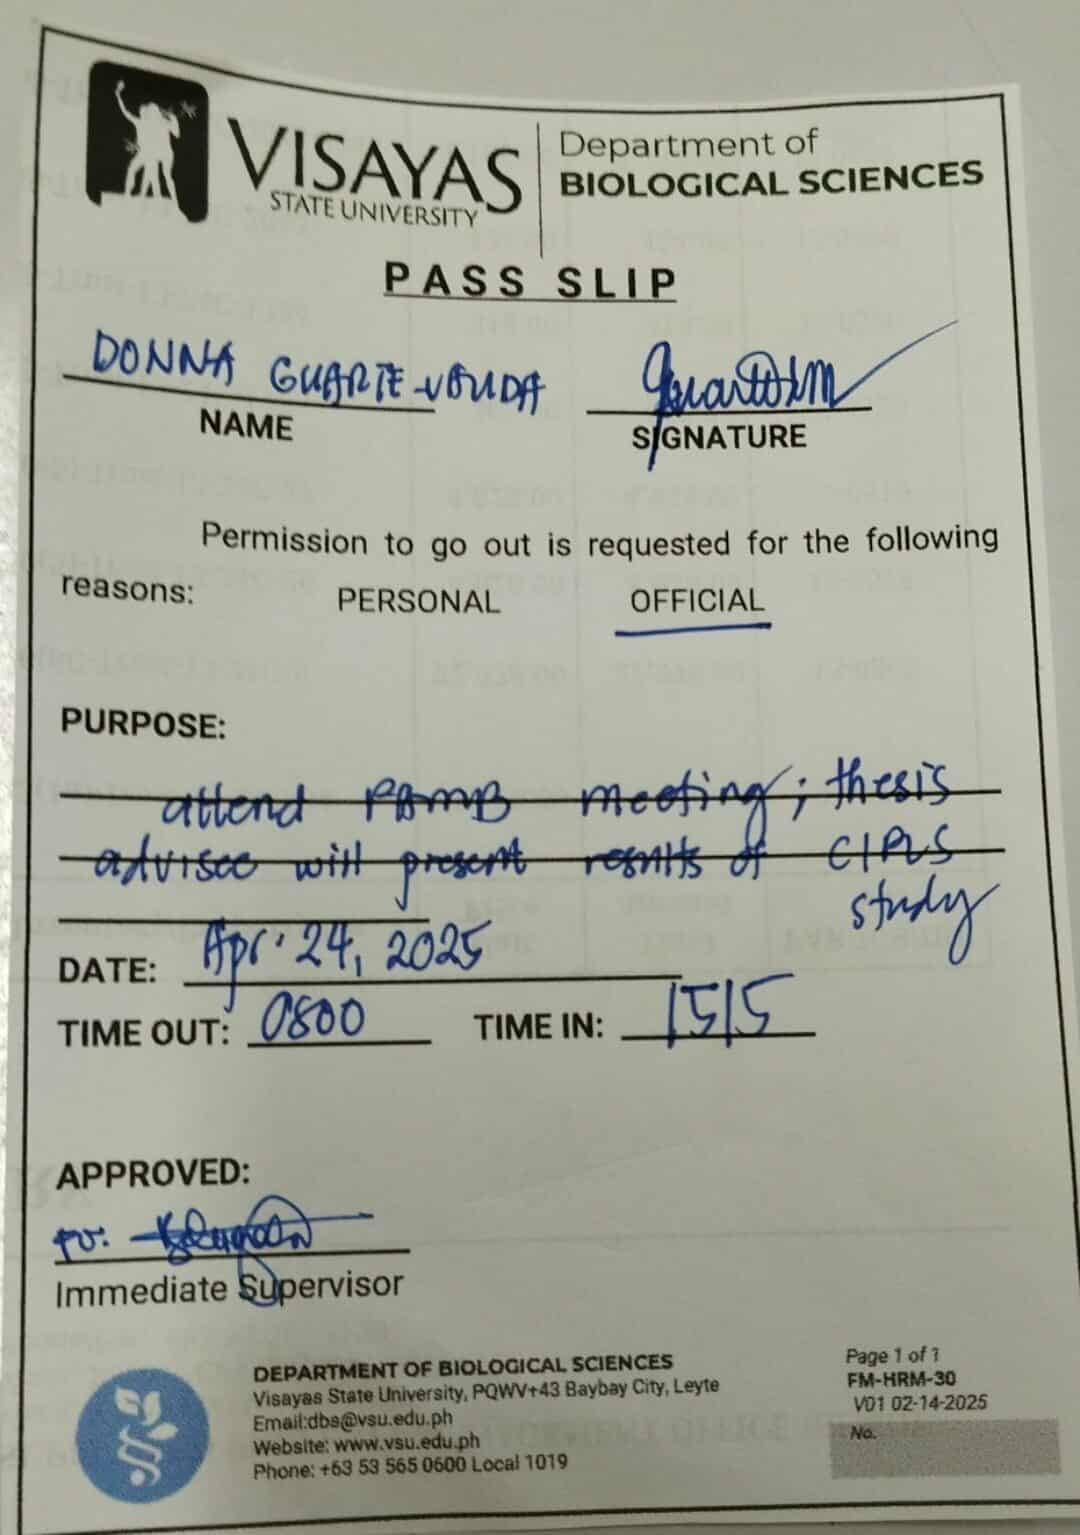 VISAYAS
STATE UNIVERSITY
Department of
BIOLOGICAL SCIENCES
PASS SLIP
DONNA GUARTE-
NAME
SIGNATURE
Permission to go out is requested for the following
reasons: PERSONAL OFFICIAL
PURPOSE:
attend PAMB meeting; thesis
advisee will present results of
study
DATE: Apr. 24, 2025
TIME OUT: 0800 TIME IN: 1515
APPROVED:
Immediate Supervisor
DEPARTMENT OF BIOLOGICAL SCIENCES
Visayas State University, PQWV+43 Baybay City, Leyte
Email:dbs@vsu.edu.ph
Website: www.vsu.edu.ph
Phone: +63 53 565 0600 Local 1019
Page 1 of 1
FM-HRM-30
V01 02-14-2025
No.